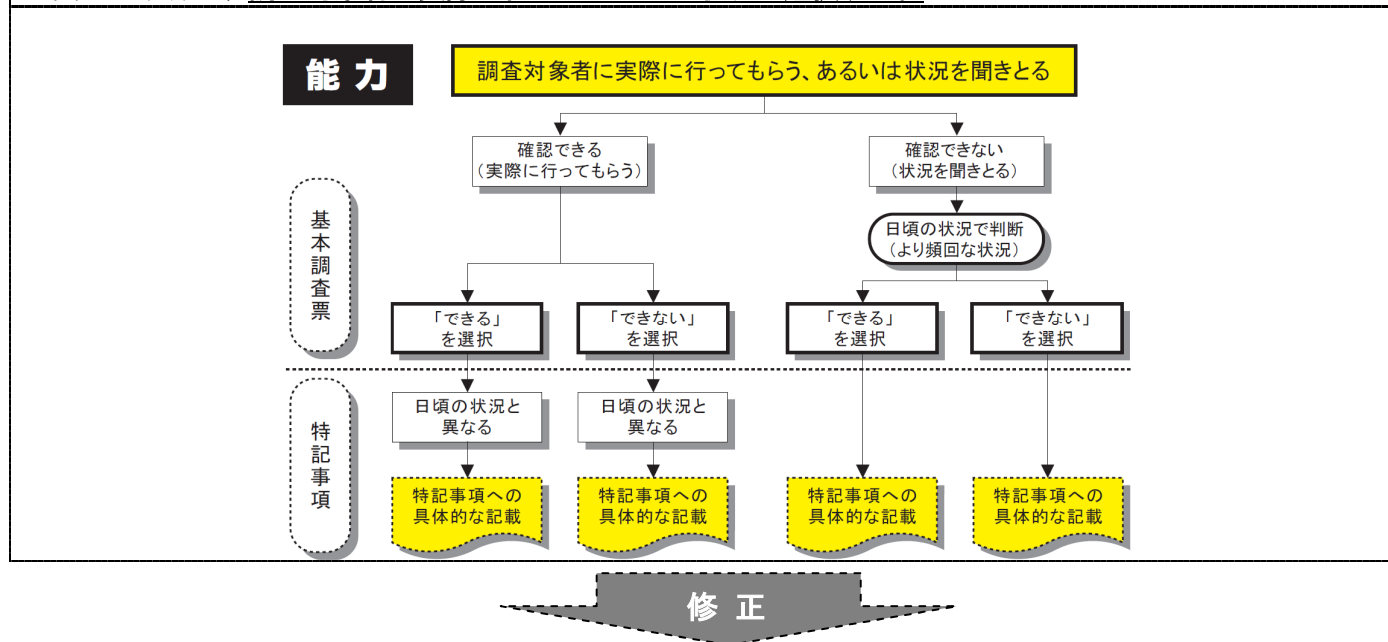 能力
調査対象者に実際に行ってもらう、あるいは状況を聞きとる
確認できる
(実際に行ってもらう)
確認できない
(状況を聞きとる)
日頃の状況で判断
(より頻回な状況)
基本調査票
「できる」
を選択
「できない」
を選択
「できる」
を選択
「できない」
を選択
特記事項
日頃の状況と
異なる
日頃の状況と
異なる
特記事項への
具体的な記載
特記事項への
具体的な記載
特記事項への
具体的な記載
特記事項への
具体的な記載
修正